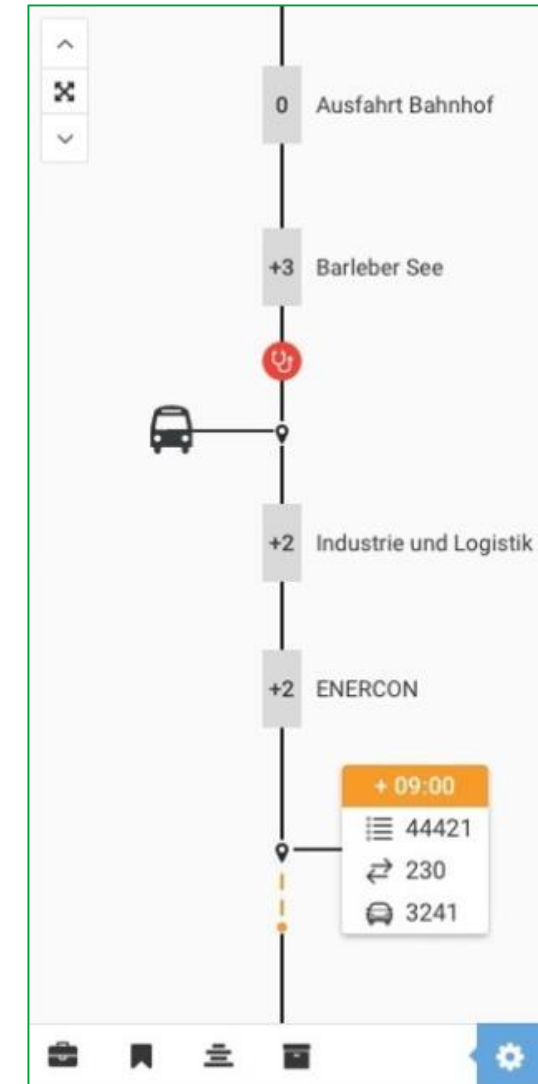 0 Ausfahrt Bahnhof
+3 Barleber See
+2 Industrie und Logistik
+2 ENERCON
+ 09:00
44421
230
3241